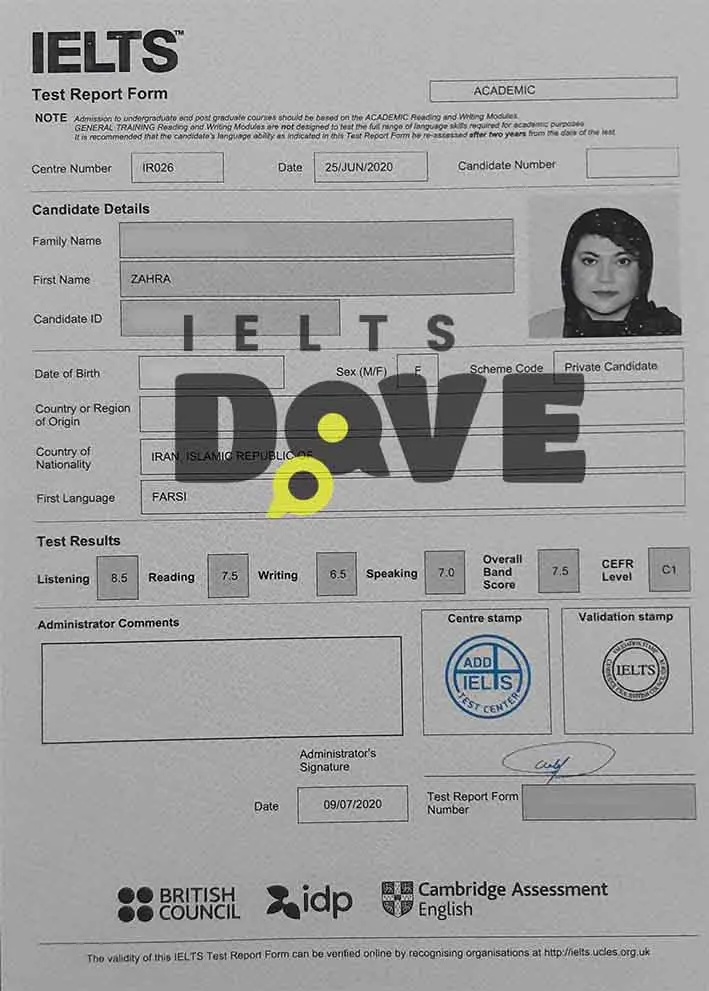 IELTS™
Test Report Form
ACADEMIC
NOTE Admission to undergraduate and post graduate courses should be based on the ACADEMIC Reading and Writing Modules.
GENERAL TRAINING Reading and Writing Modules are not designed to test the full range of language skills required for academic purposes.
It is recommended that the candidate's language ability as indicated in this Test Report Form be re-assessed after two years from the date of the test.
Centre Number IR026 Date 25/JUN/2020 Candidate Number
Candidate Details
Family Name
First Name ZAHRA
Candidate ID
IELTS
Date of Birth Sex (M/F) F Scheme Code Private Candidate
DAVE
Country or Region
of Origin
Country of
Nationality
IRAN, ISLAMIC REPUBLIC OF
First Language FARSI
Test Results
Listening 8.5 Reading 7.5 Writing 6.5 Speaking 7.0 Overall
Band
Score 7.5 CEFR
Level C1
Administrator Comments
Centre stamp
ADD
IELTS
TEST CENTER
Validation stamp
IELTS
Administrator's
Signature
Date 09/07/2020
Test Report Form
Number
BRITISH
COUNCIL
idp
Cambridge Assessment
English
The validity of this IELTS Test Report Form can be verified online by recognising organisations at http://ielts.ucles.org.uk